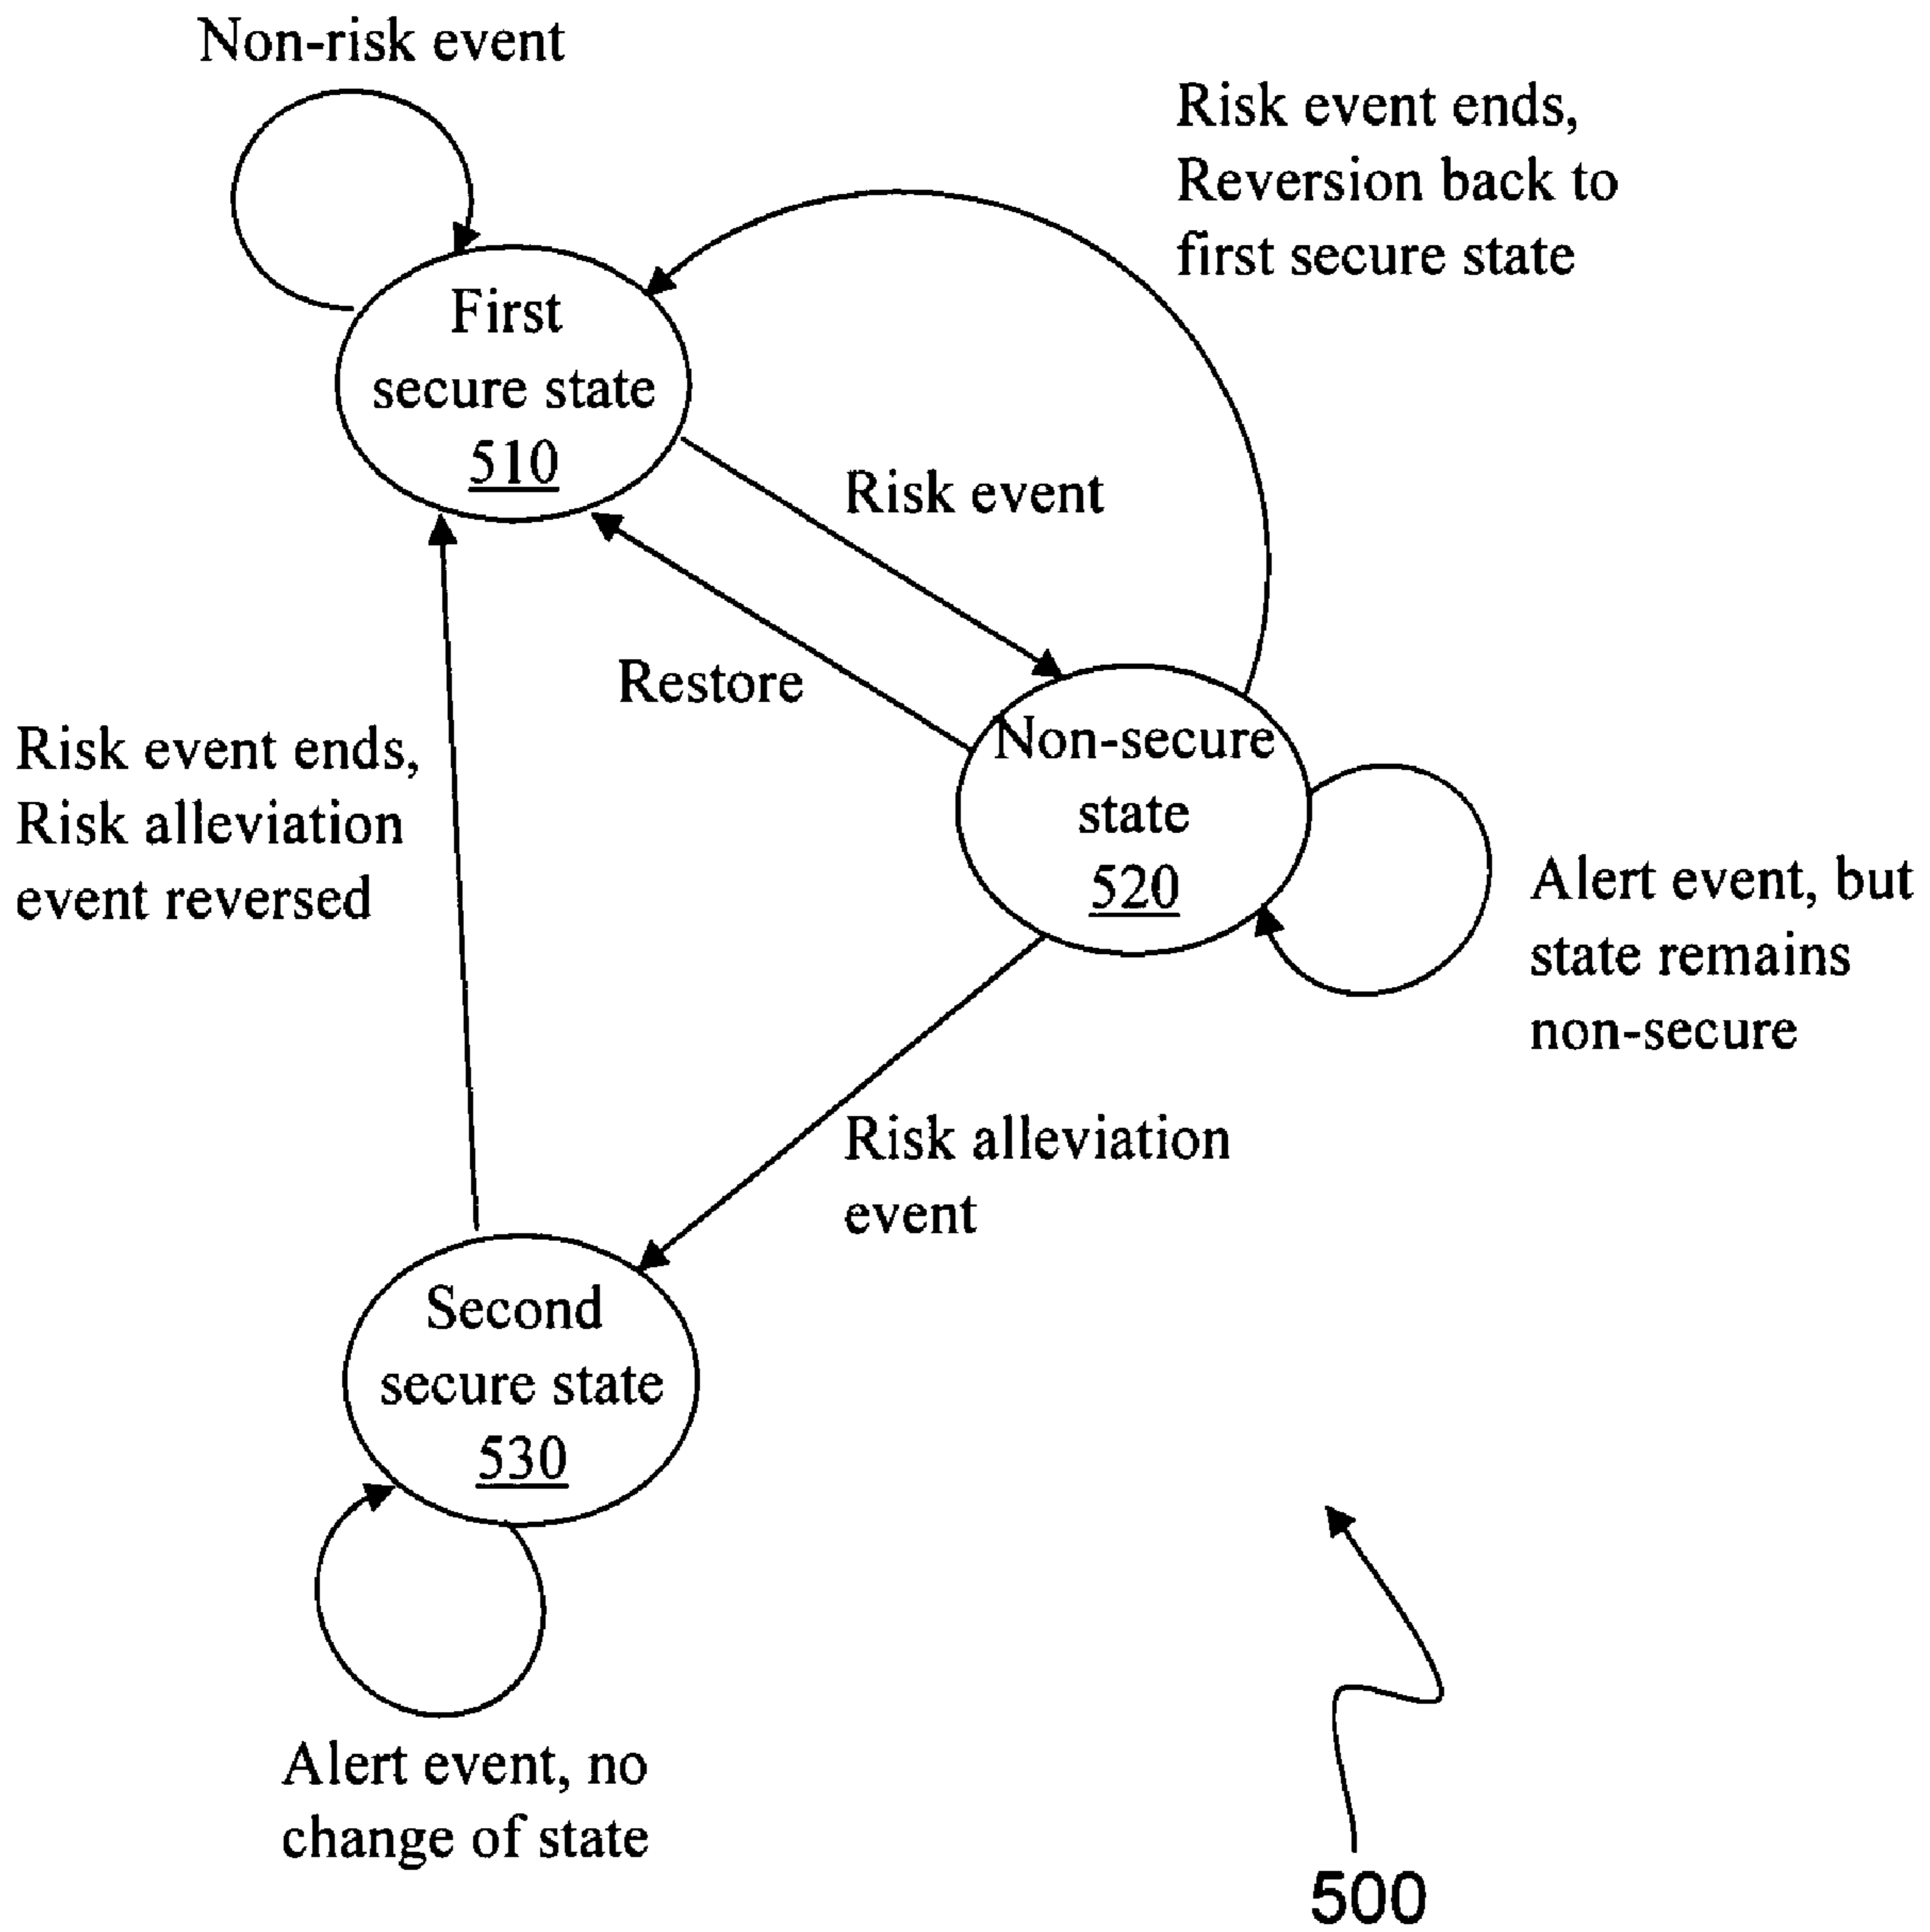 Non-risk event
Risk event ends,
Reversion back to
first secure state
First
secure state
510
Risk event
Restore
Non-secure
state
520
Risk event ends,
Risk alleviation
event reversed
Alert event, but
state remains
non-secure
Risk alleviation
event
Second
secure state
530
Alert event, no
change of state
500